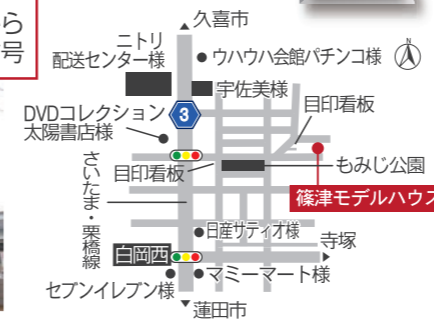 ら
号
久喜市
ニトリ
配送センター様
ウハウハ会館パチンコ様
N
宇佐美様
DVDコレクション
太陽書店様
3
目印看板
さいたま・栗橋線
目印看板
もみじ公園
篠津モデルハウス
日産サティオ様
白岡西
寺塚
マミーマート様
セブンイレブン様
蓮田市